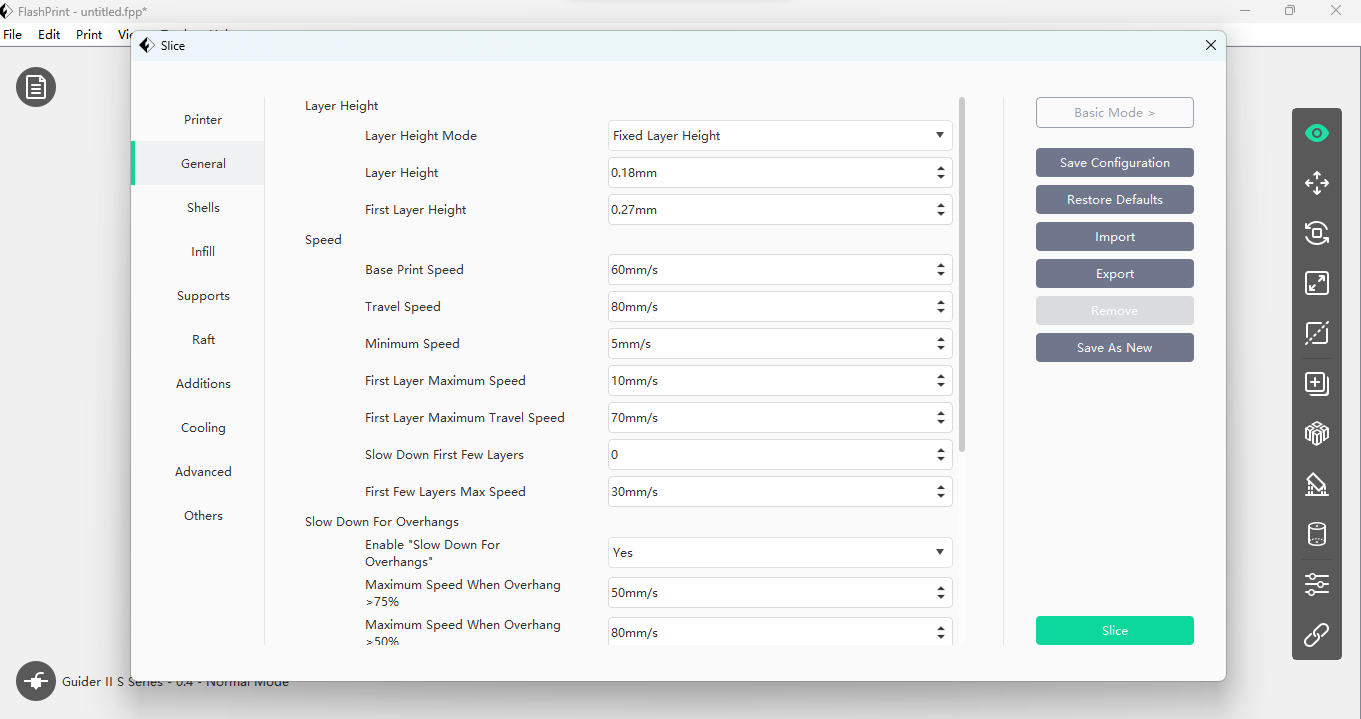 FlashPrint - untitled.fpp*
File Edit Print
Slice
Printer
General
Shells
Infill
Supports
Raft
Additions
Cooling
Advanced
Others
Layer Height
Layer Height Mode Fixed Layer Height
Layer Height 0.18mm
First Layer Height 0.27mm
Speed
Base Print Speed 60mm/s
Travel Speed 80mm/s
Minimum Speed 5mm/s
First Layer Maximum Speed 10mm/s
First Layer Maximum Travel Speed 70mm/s
Slow Down First Few Layers 0
First Few Layers Max Speed 30mm/s
Slow Down For Overhangs
Enable "Slow Down For
Overhangs" Yes
Maximum Speed When Overhang
>75% 50mm/s
Maximum Speed When Overhang
>50% 80mm/s
Basic Mode >
Save Configuration
Restore Defaults
Import
Export
Remove
Save As New
Slice
Guider II S Series - 0.4 - Normal Mode